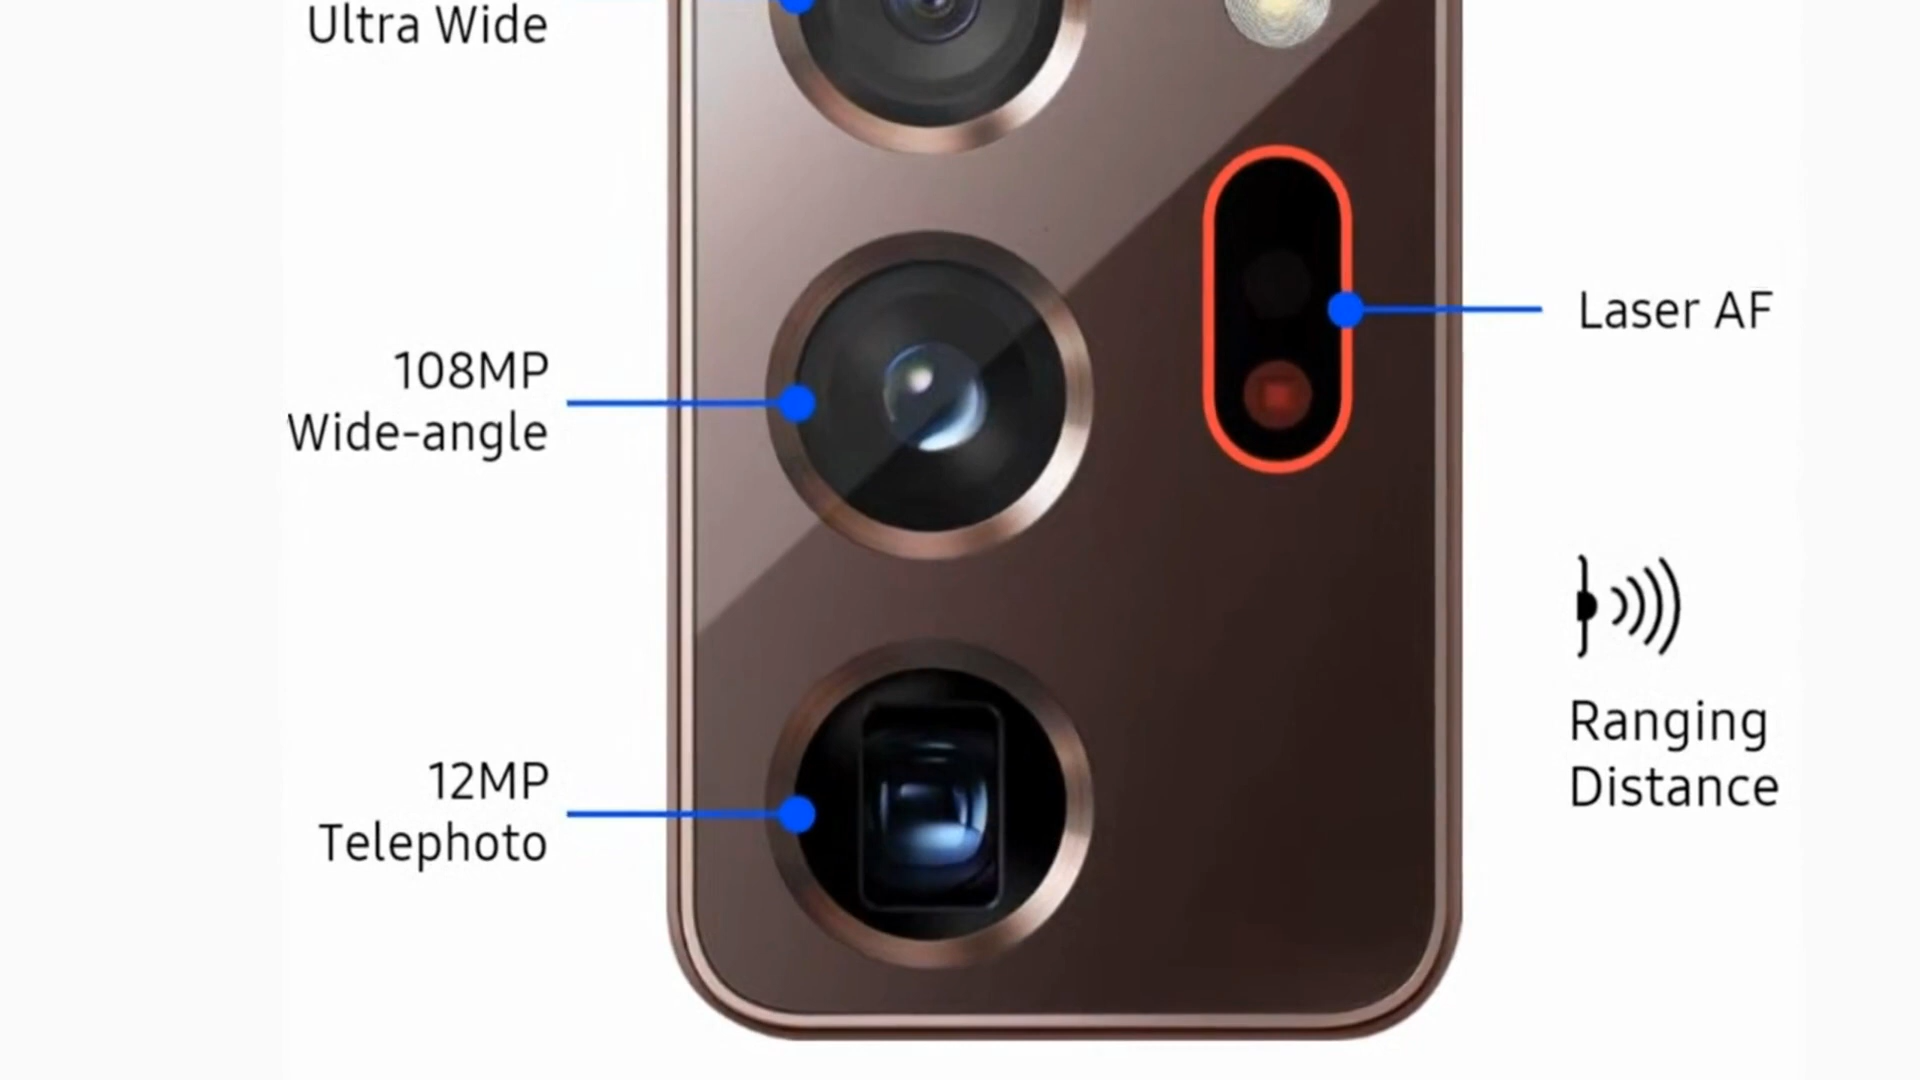 Ultra Wide
108MP
Wide-angle
12MP
Telephoto
Laser AF
Ranging
Distance